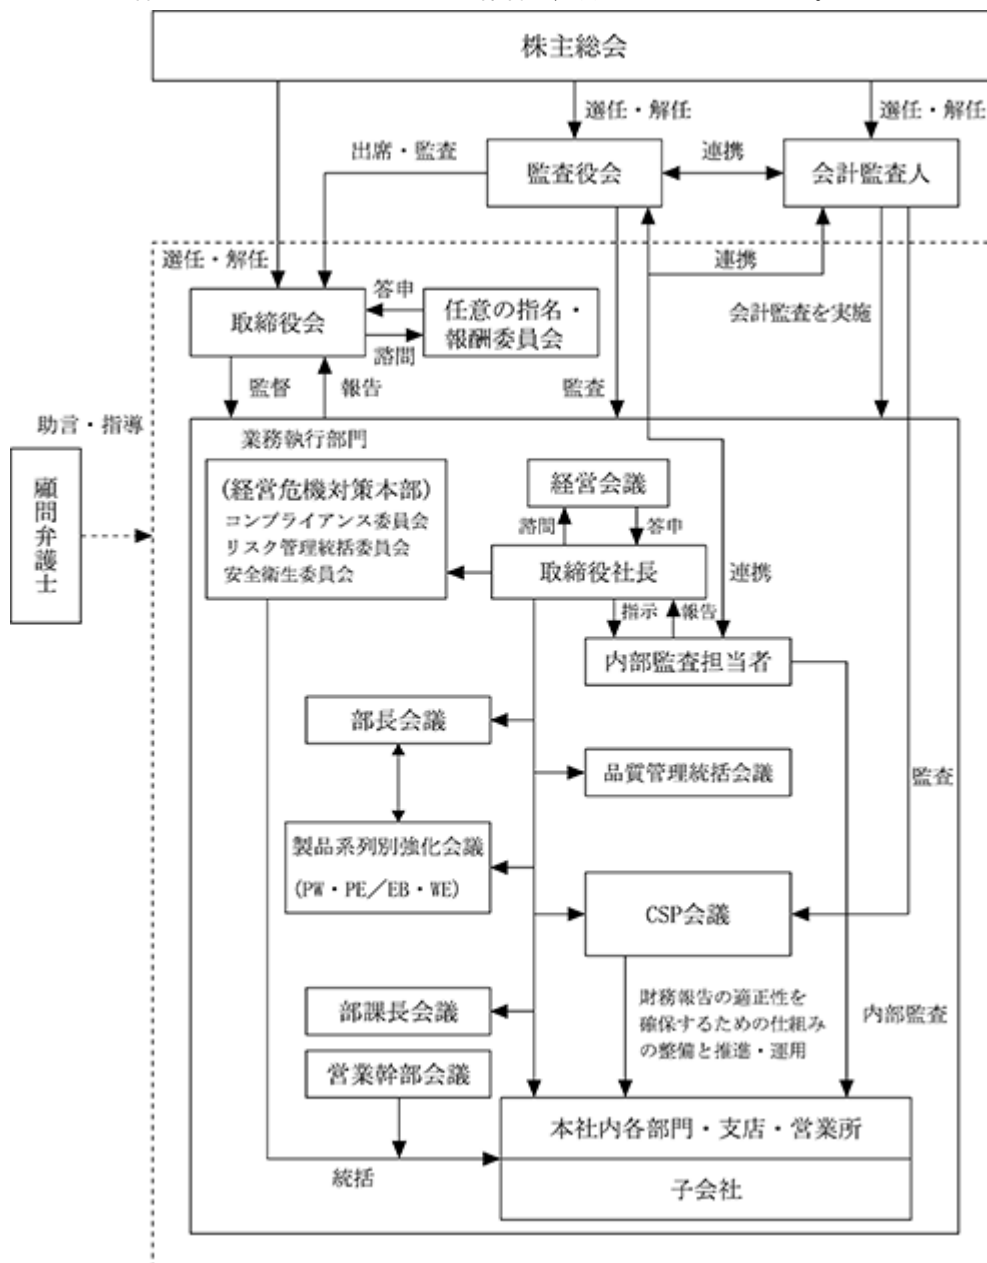 株主総会
選任・解任
選任・解任
出席・監査
監査役会
連携
会計監査人
選任・解任
連携
答申
取締役会
任意の指名・
報酬委員会
諮問
会計監査を実施
監督
報告
監査
助言・指導
顧問弁護士
業務執行部門
(経営危機対策本部)
コンプライアンス委員会
リスク管理統括委員会
安全衛生委員会
経営会議
諮問
答申
取締役社長
連携
指示
報告
内部監査担当者
部長会議
品質管理統括会議
監査
製品系列別強化会議
(PW・PE/EB・WE)
CSP会議
部課長会議
財務報告の適正性を
確保するための仕組み
の整備と推進・運用
内部監査
営業幹部会議
本社内各部門・支店・営業所
統括
子会社